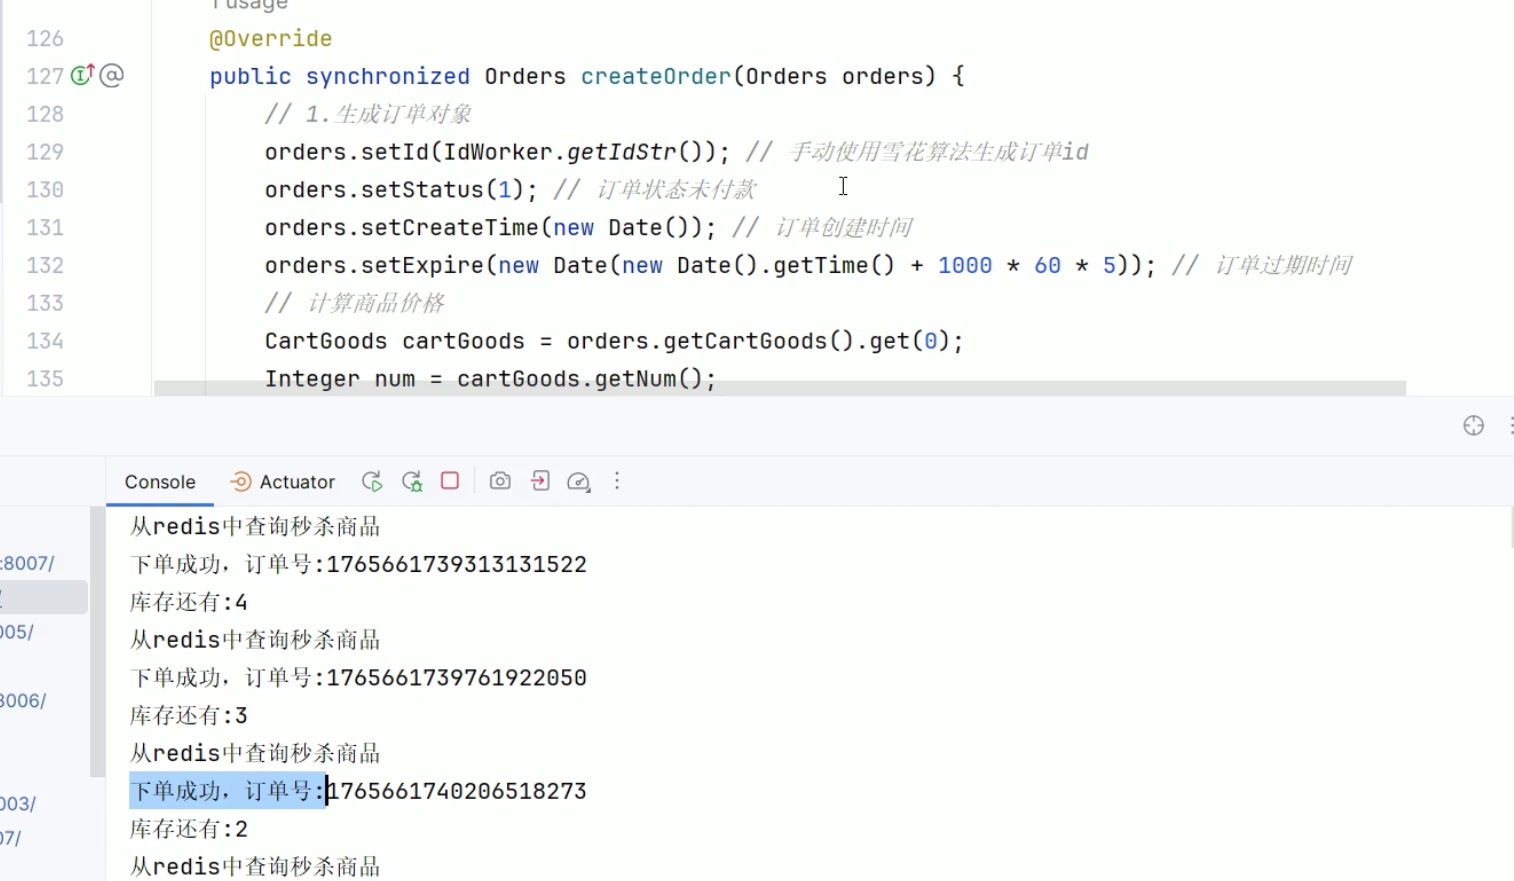 1 usage
126 @Override
127 public synchronized Orders createOrder(Orders orders) {
128 // 1.生成订单对象
129 orders.setId(IdWorker.getIdStr()); // 手动使用雪花算法生成订单id
130 orders.setStatus(1); // 订单状态未付款
131 orders.setCreateTime(new Date()); // 订单创建时间
132 orders.setExpire(new Date(new Date().getTime() + 1000 * 60 * 5)); // 订单过期时间
133 // 计算商品价格
134 CartGoods cartGoods = orders.getCartGoods().get(0);
135 Integer num = cartGoods.getNum();
Console Actuator
:8007/
/
005/
8006/
003/
07/
从redis中查询秒杀商品
下单成功，订单号:1765661739313131522
库存还有:4
从redis中查询秒杀商品
下单成功，订单号:1765661739761922050
库存还有:3
从redis中查询秒杀商品
下单成功，订单号:1765661740206518273
库存还有:2
从redis中查询秒杀商品